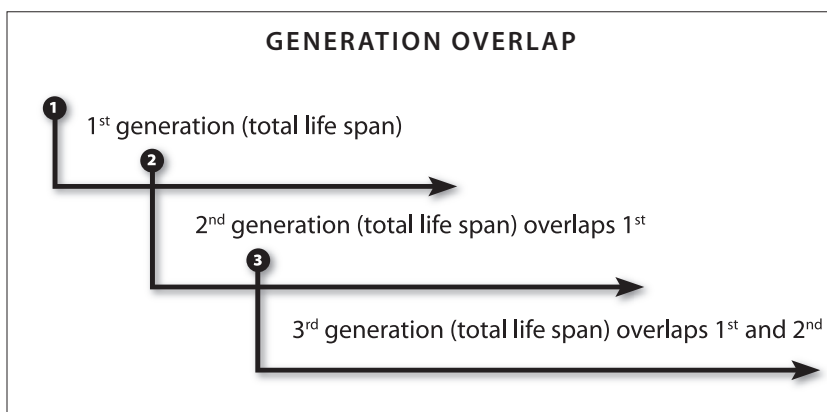 GENERATION OVERLAP
1
1st generation (total life span)
2
2nd generation (total life span) overlaps 1st
3
3rd generation (total life span) overlaps 1st and 2nd